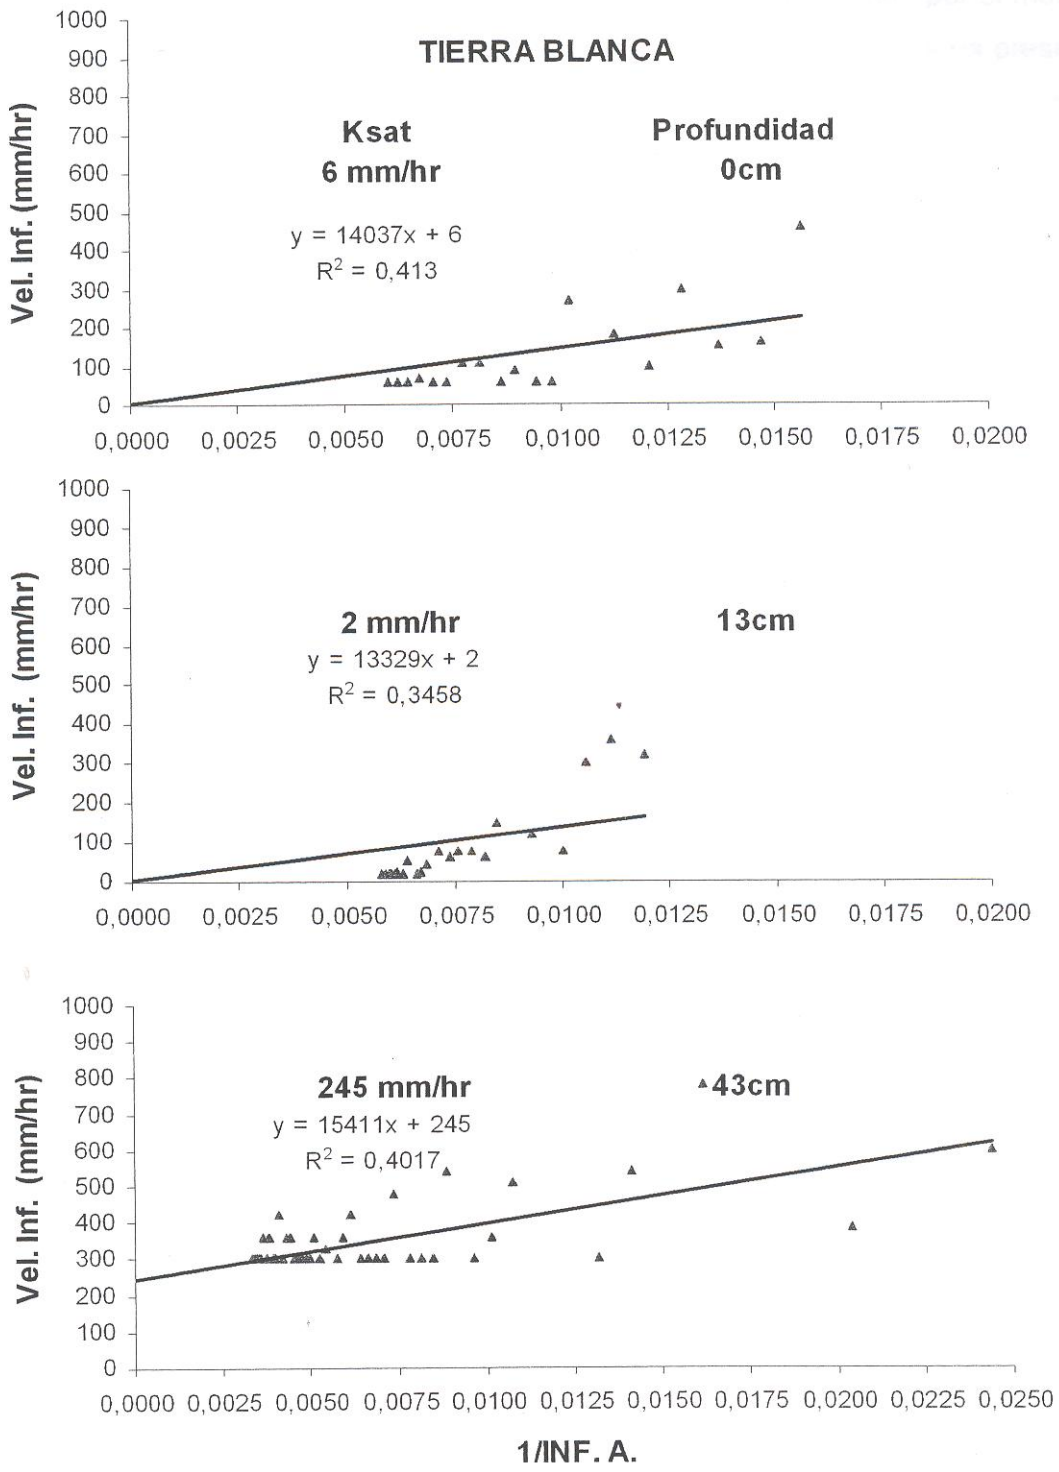 TIERRA BLANCA
Ksat
6 mm/hr
Profundidad
0cm
y = 14037x + 6
R² = 0,413
Vel. Inf. (mm/hr)
1000
900
800
700
600
500
400
300
200
100
0
0,0000 0,0025 0,0050 0,0075 0,0100 0,0125 0,0150 0,0175 0,0200
2 mm/hr
13cm
y = 13329x + 2
R² = 0,3458
Vel. Inf. (mm/hr)
1000
900
800
700
600
500
400
300
200
100
0
0,0000 0,0025 0,0050 0,0075 0,0100 0,0125 0,0150 0,0175 0,0200
245 mm/hr
43cm
y = 15411x + 245
R² = 0,4017
Vel. Inf. (mm/hr)
1000
900
800
700
600
500
400
300
200
100
0
0,0000 0,0025 0,0050 0,0075 0,0100 0,0125 0,0150 0,0175 0,0200 0,0225 0,0250
1/INF. A.